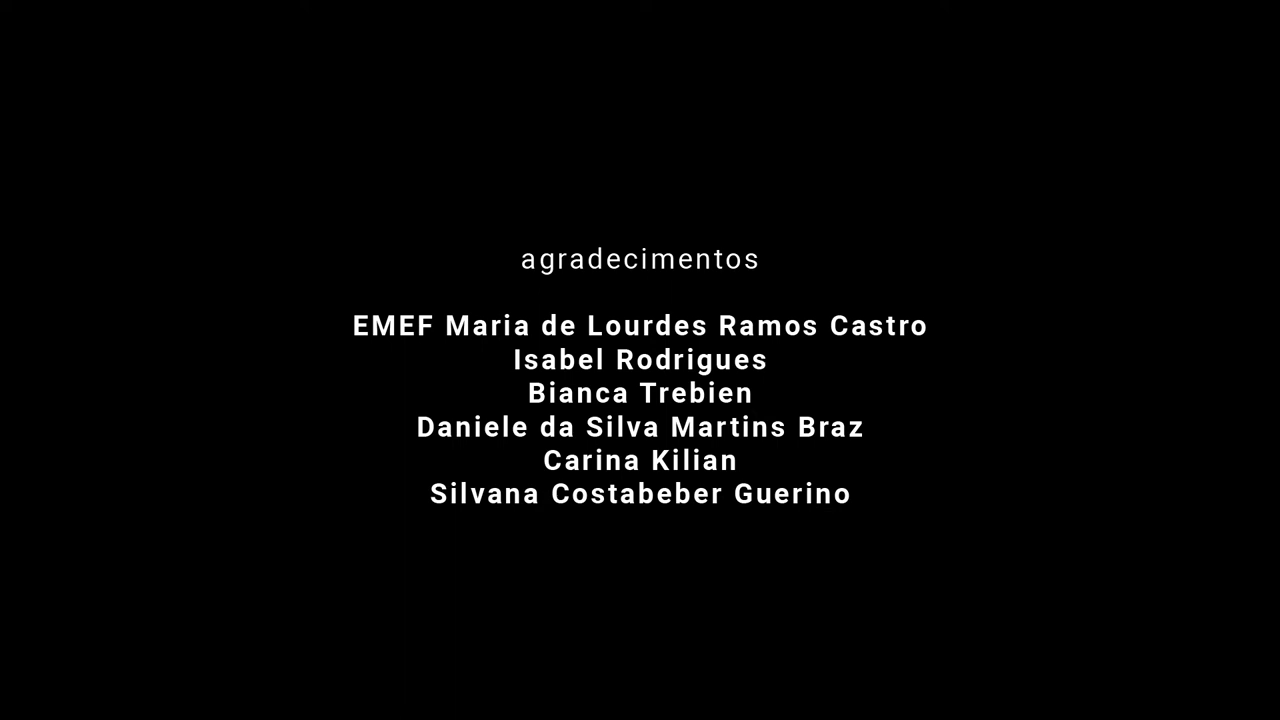 agradecimentos
EMEF Maria de Lourdes Ramos Castro
Isabel Rodrigues
Bianca Trebien
Daniele da Silva Martins Braz
Carina Kilian
Silvana Costabeber Guerino